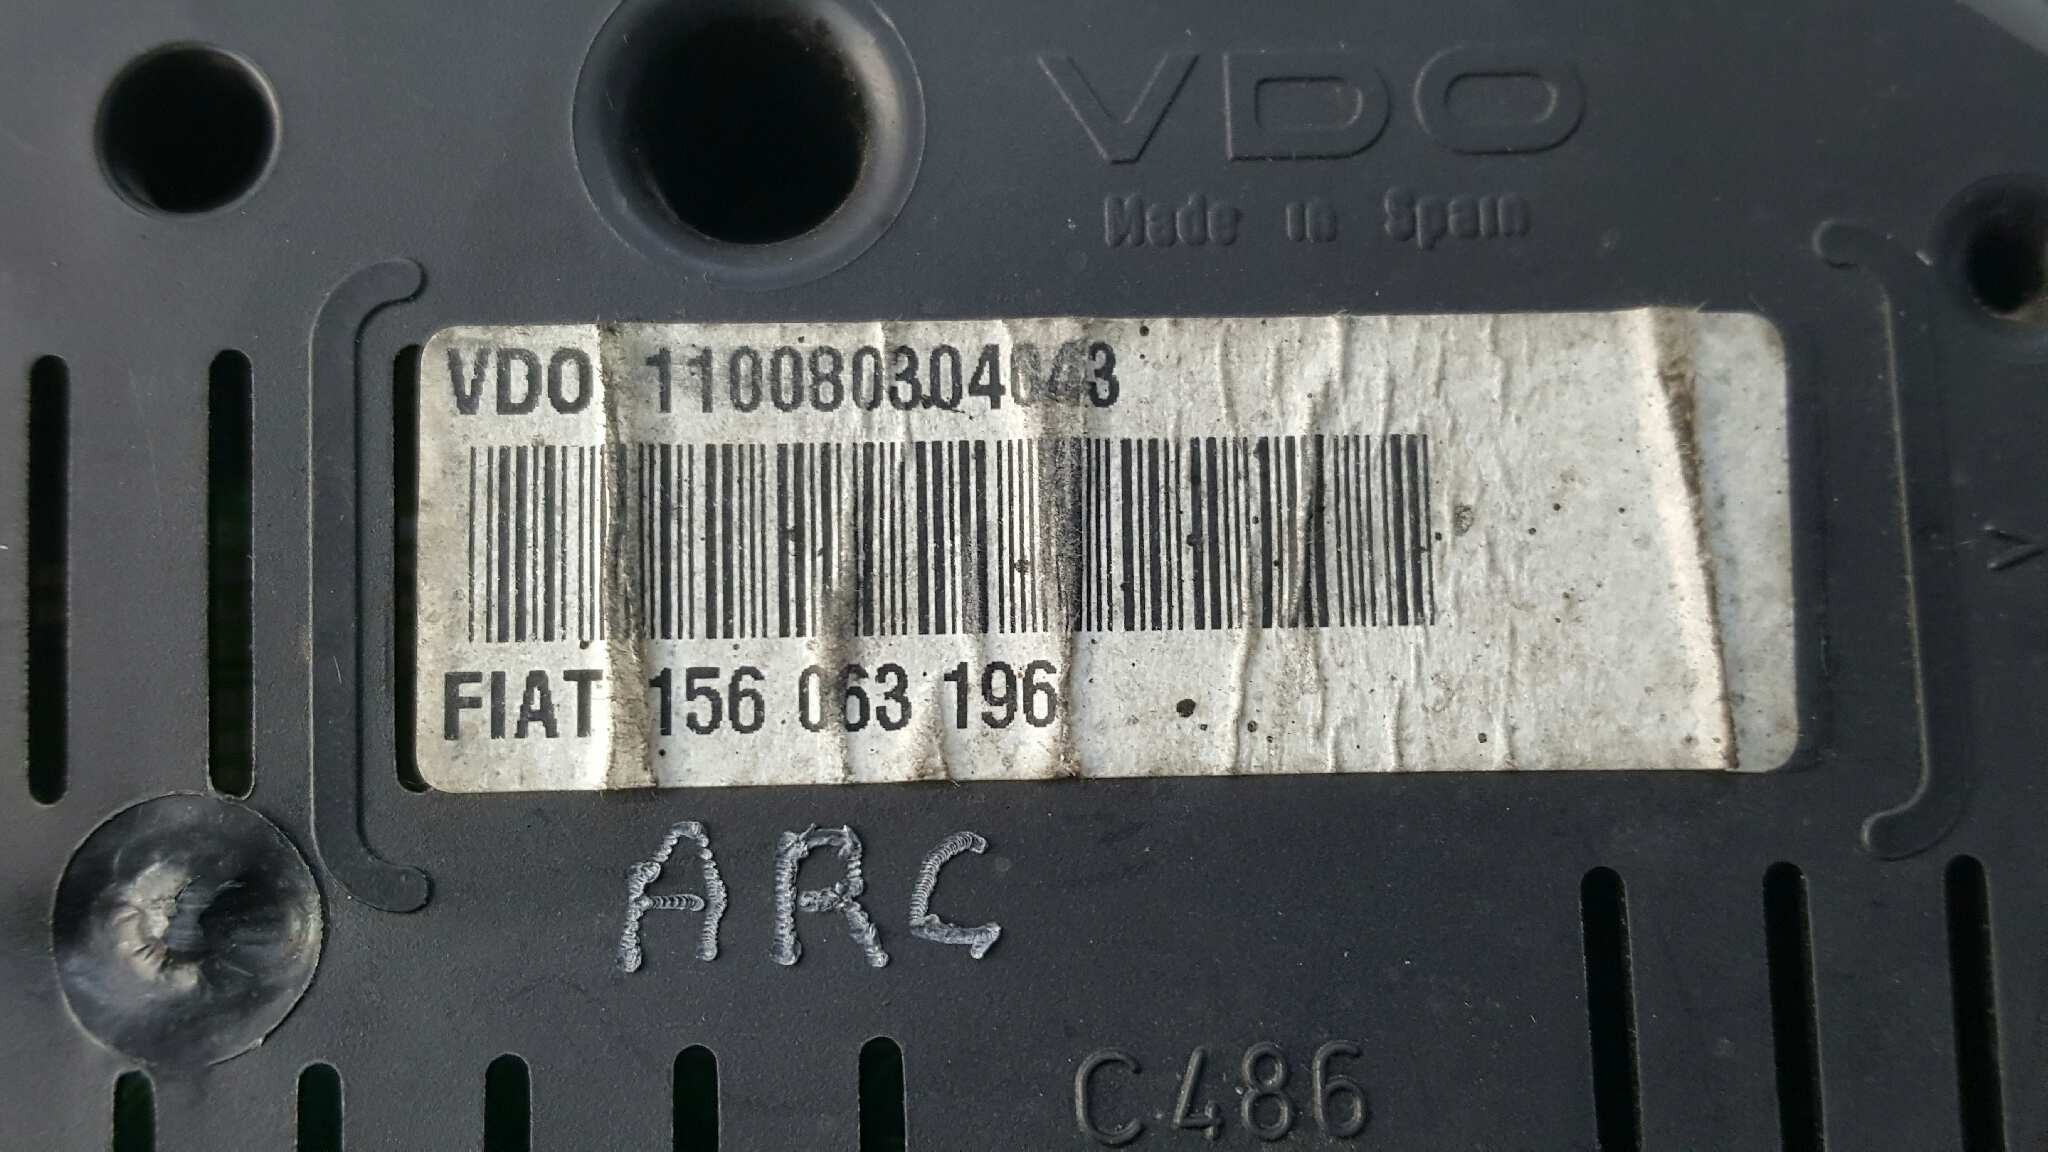 VDO
Made in Spain
VDO 110080304043
FIAT 156 063 196
ARC
C486